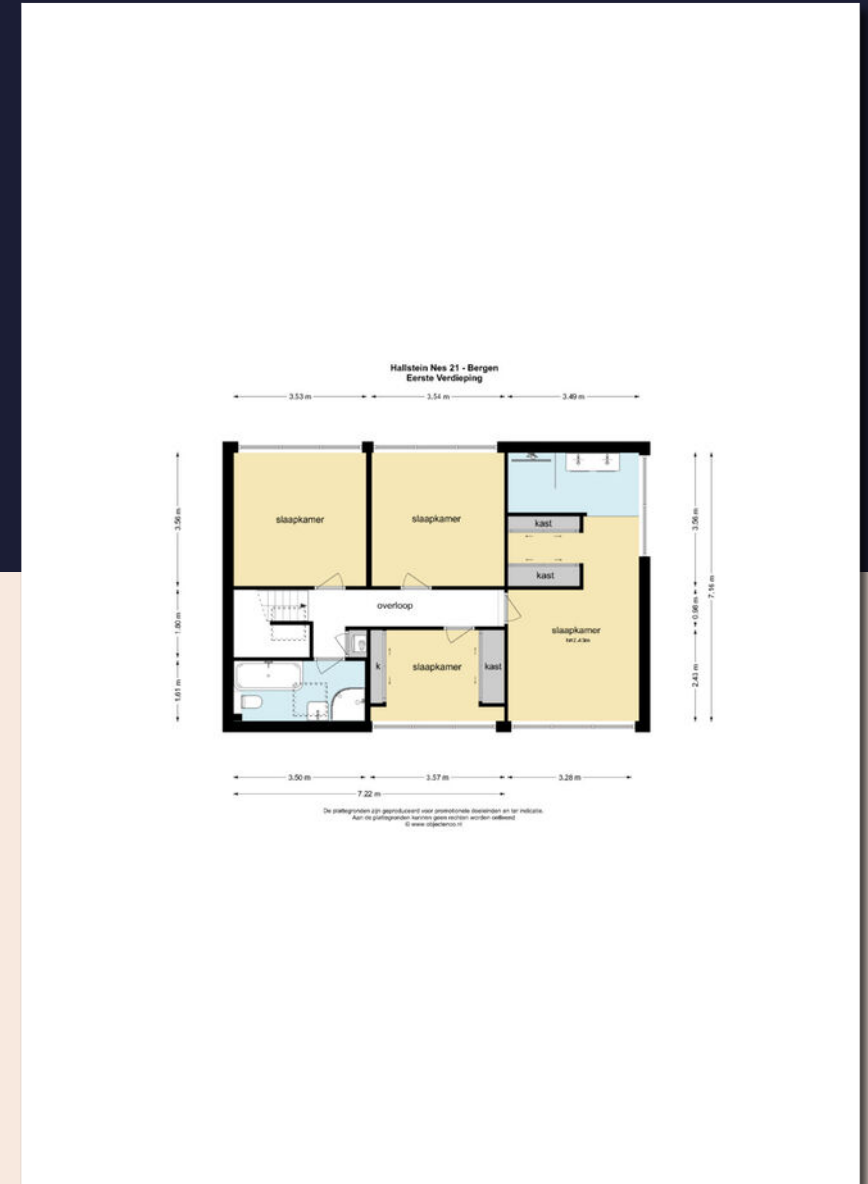 Hallstein Nes 21 - Bergen
Eerste Verdieping
3.53 m
3.54 m
3.49 m
3.56 m
1.80 m
1.61 m
3.56 m
0.98 m
2.43 m
7.16 m
slaapkamer
slaapkamer
kast
kast
overloop
slaapkamer
k
slaapkamer
kast
3.50 m
3.57 m
3.28 m
7.22 m
De plattegronden zijn geproduceerd voor promotionele doeleinden en ter indicatie.
Aan de plattegronden kunnen geen rechten worden ontleend
© www.objectenco.nl